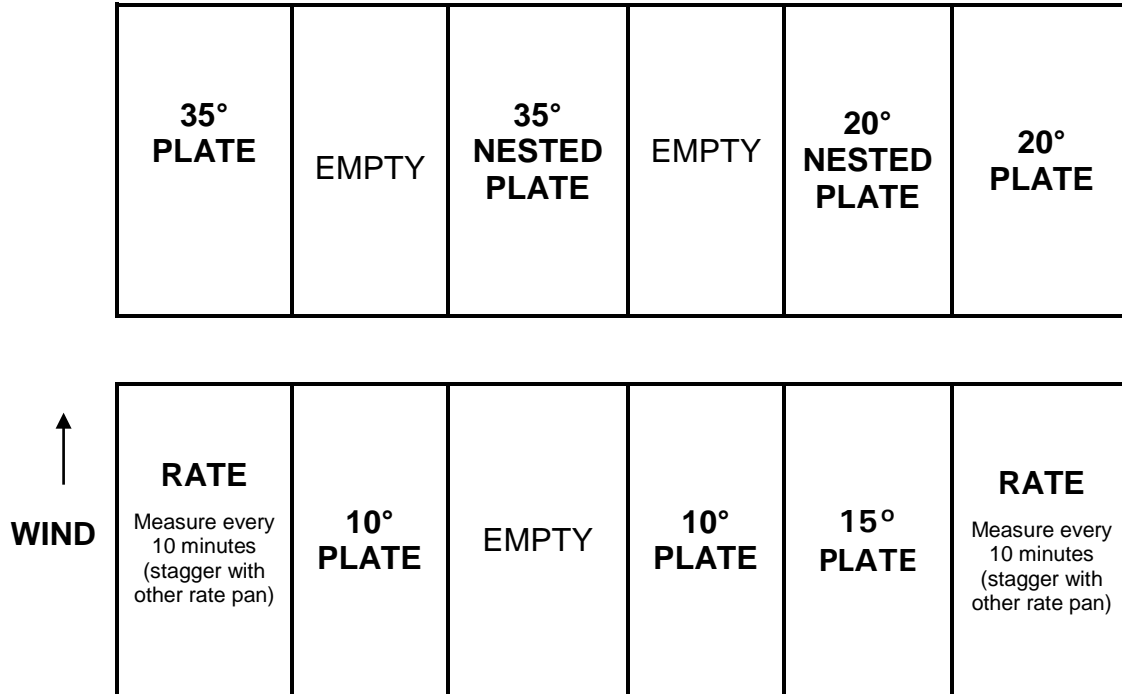 35°
PLATE
EMPTY
35°
NESTED
PLATE
EMPTY
20°
NESTED
PLATE
20°
PLATE
WIND
RATE
Measure every
10 minutes
(stagger with
other rate pan)
10°
PLATE
EMPTY
10°
PLATE
15º
PLATE
RATE
Measure every
10 minutes
(stagger with
other rate pan)